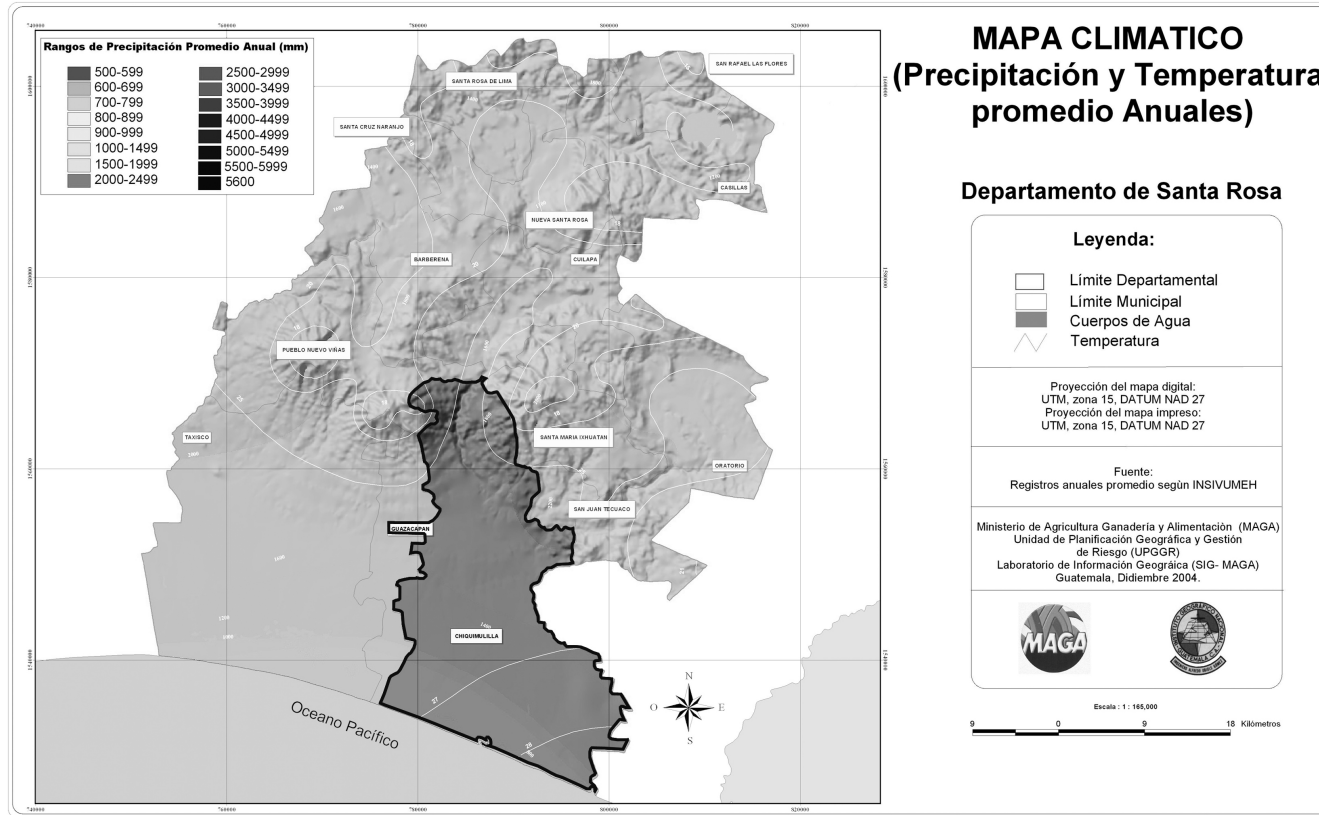 MAPA CLIMATICO
(Precipitación y Temperatura
promedio Anuales)
Departamento de Santa Rosa
Rangos de Precipitación Promedio Anual (mm)
500-599
600-699
700-799
800-899
900-999
1000-1499
1500-1999
2000-2499
2500-2999
3000-3499
3500-3999
4000-4499
4500-4999
5000-5499
5500-5999
5600
SAN RAFAEL LAS FLORES
SANTA ROSA DE LIMA
SANTA CRUZ NARANJO
CASILLAS
NUEVA SANTA ROSA
BARBERENA
CUILAPA
PUEBLO NUEVO VIÑAS
TAXISCO
SANTA MARIA IXHUATAN
ORATORIO
SAN JUAN TECUACO
GUAZACAPAN
CHIQUIMULILLA
Oceano Pacífico
N
O
E
S
27
28
Leyenda:
Límite Departamental
Límite Municipal
Cuerpos de Agua
Temperatura
Proyección del mapa digital:
UTM, zona 15, DATUM NAD 27
Proyección del mapa impreso:
UTM, zona 15, DATUM NAD 27
Fuente:
Registros anuales promedio segùn INSIVUMEH
Ministerio de Agricultura Ganadería y Alimentaciòn (MAGA)
Unidad de Planificación Geográfica y Gestión
de Riesgo (UPGGR)
Laboratorio de Información Geográica (SIG- MAGA)
Guatemala, Didiembre 2004.
MAGA
Escala : 1 : 165,000
9 0 9 18 Kilómetros